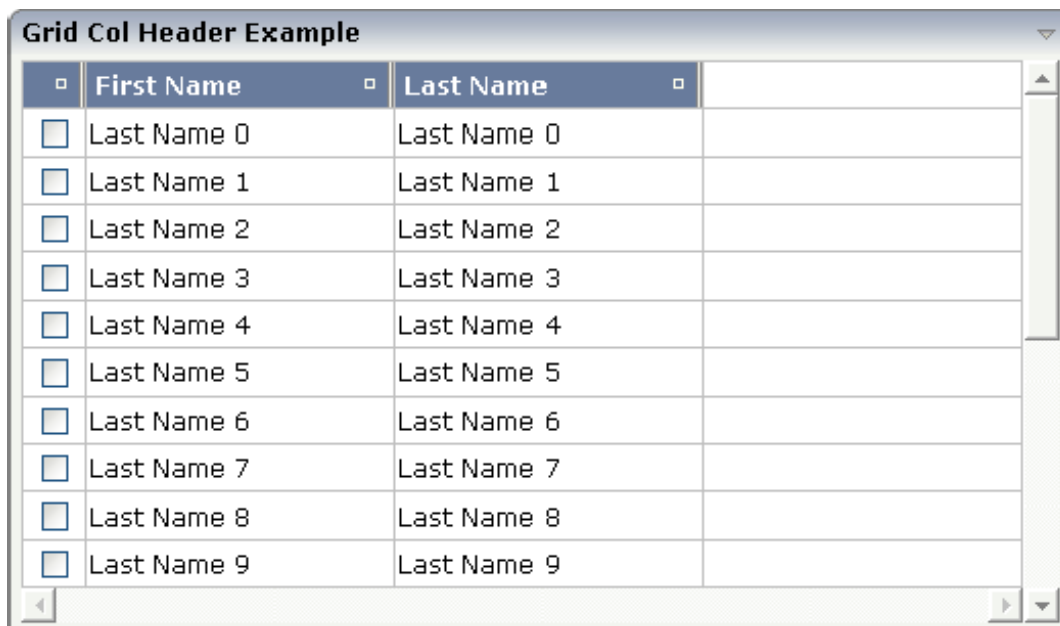 Grid Col Header Example
First Name Last Name
Last Name 0 Last Name 0
Last Name 1 Last Name 1
Last Name 2 Last Name 2
Last Name 3 Last Name 3
Last Name 4 Last Name 4
Last Name 5 Last Name 5
Last Name 6 Last Name 6
Last Name 7 Last Name 7
Last Name 8 Last Name 8
Last Name 9 Last Name 9